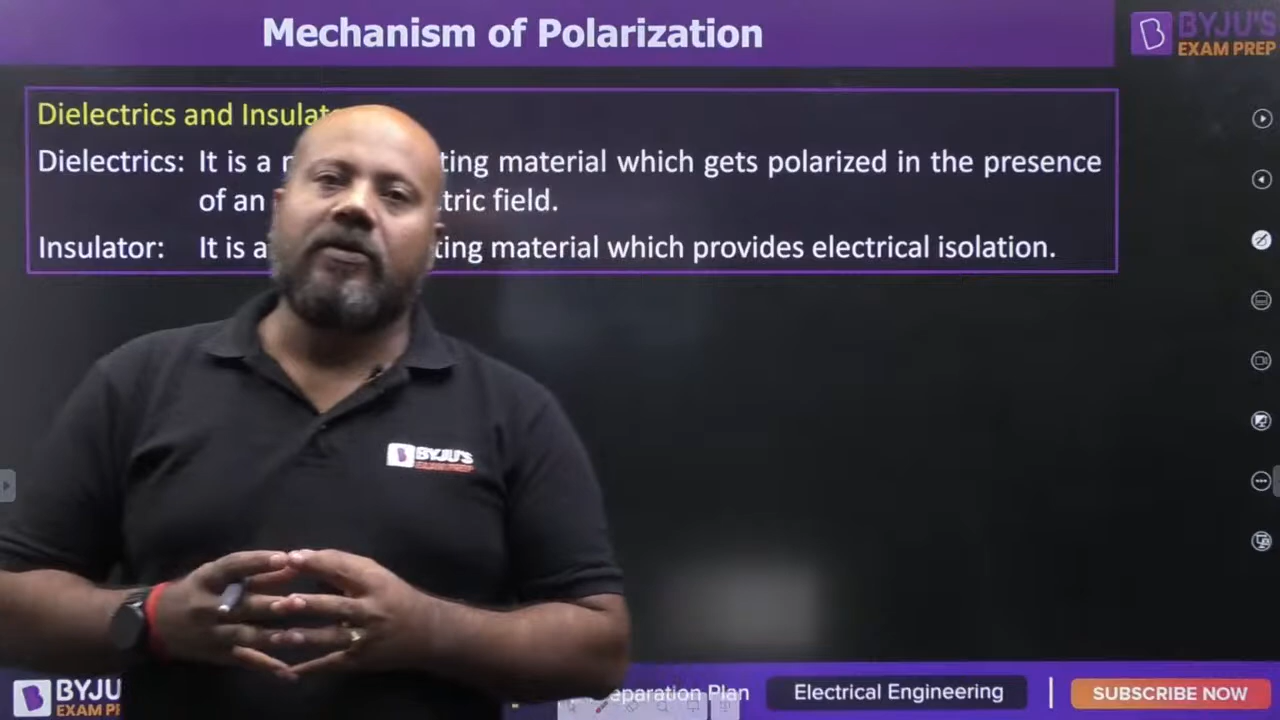 Mechanism of Polarization
BYJU'S
EXAM PREP
Dielectrics and Insulat
Dielectrics: It is a ting material which gets polarized in the presence
of an tric field.
Insulator: It is a ting material which provides electrical isolation.
BYJU'S
EXAM PREP
BYJU
EXAM PR
eparation Plan
Electrical Engineering
SUBSCRIBE NOW